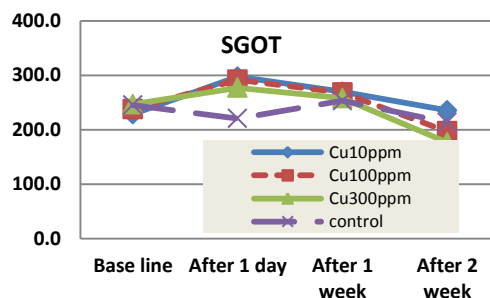 400.0
SGOT
300.0
200.0
100.0
0.0
Cu10ppm
Cu100ppm
Cu300ppm
control
Base line
After 1 day
After 1
week
After 2
week